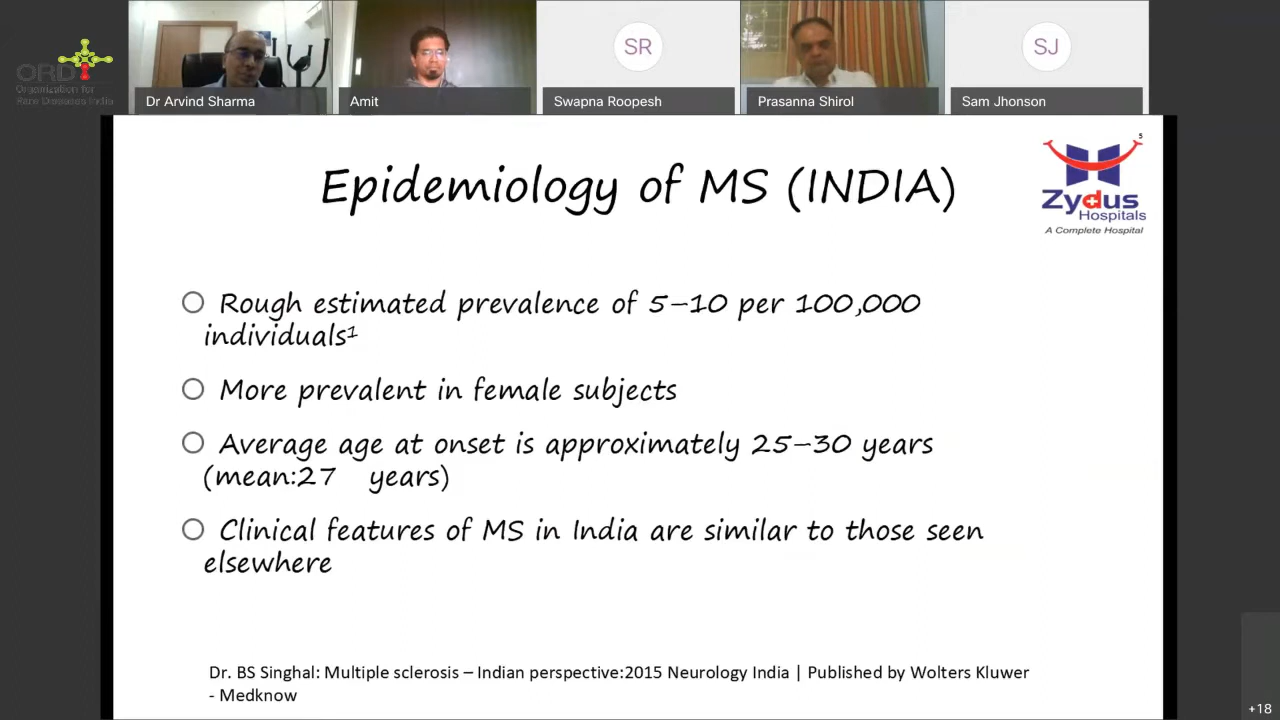 ORDI
Organization for
Rare Diseases India
Dr Arvind Sharma
Amit
SR
Swapna Roopesh
Prasanna Shirol
SJ
Sam Jhonson
5
Zydus
Hospitals
A Complete Hospital
Epidemiology of MS (INDIA)
Rough estimated prevalence of 5–10 per 100,000
individuals¹
More prevalent in female subjects
Average age at onset is approximately 25–30 years
(mean:27 years)
Clinical features of MS in India are similar to those seen
elsewhere
Dr. BS Singhal: Multiple sclerosis – Indian perspective:2015 Neurology India | Published by Wolters Kluwer
- Medknow
+18